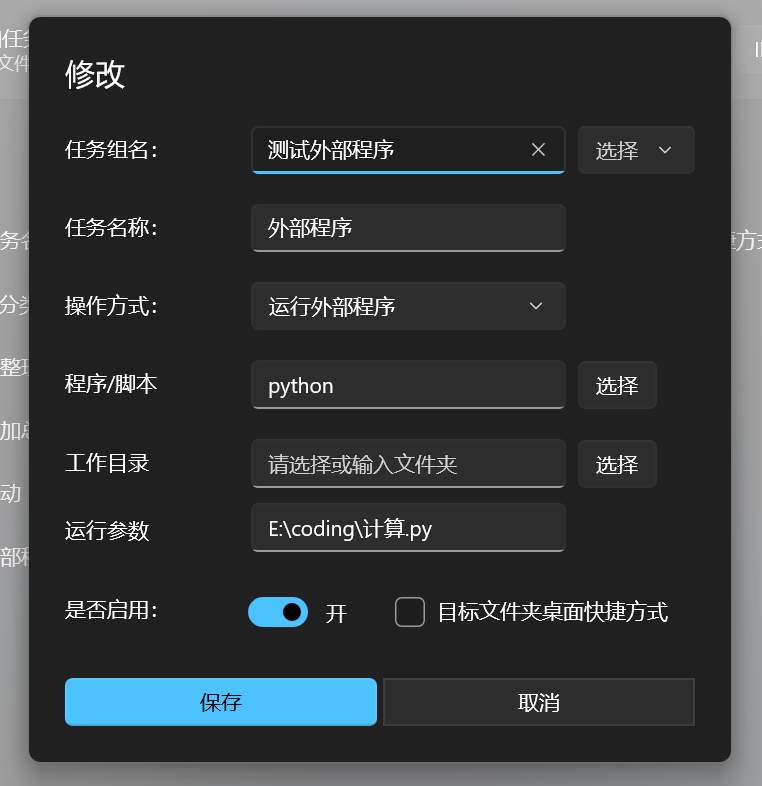 修改
任务组名：
测试外部程序
选择
任务名称：
外部程序
操作方式：
运行外部程序
程序/脚本
python
选择
工作目录
请选择或输入文件夹
选择
运行参数
E:\coding\计算.py
是否启用：
开
目标文件夹桌面快捷方式
保存
取消